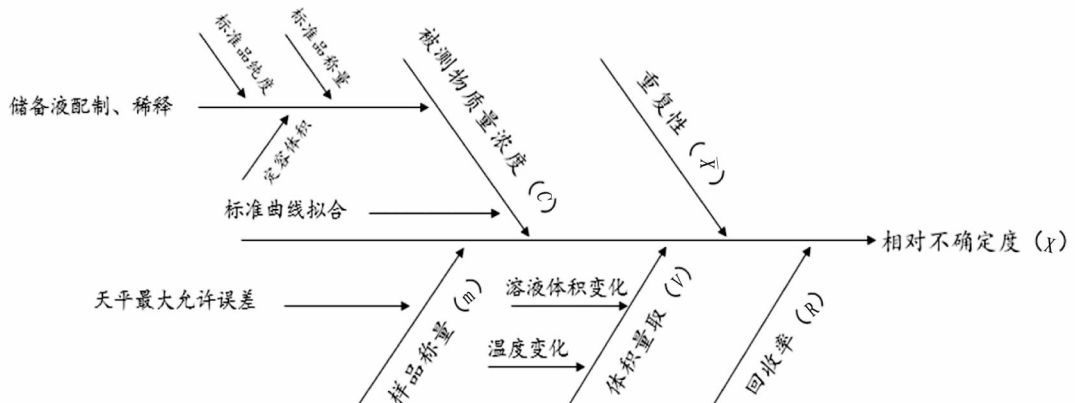 标准品纯度
标准品称量
被测物质量浓度（C）
重复性（X̄）
储备液配制、稀释
定容体积
标准曲线拟合
相对不确定度（X）
天平最大允许误差
样品称量（m）
溶液体积变化
温度变化
体积量取（V）
回收率（R）